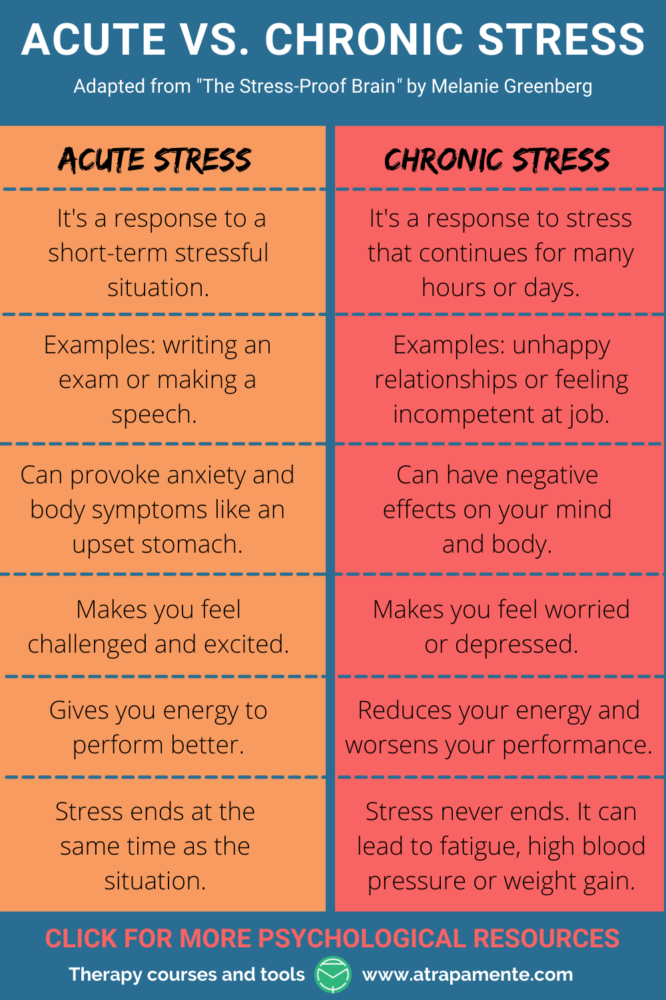 ACUTE VS. CHRONIC STRESS
Adapted from "The Stress-Proof Brain" by Melanie Greenberg
ACUTE STRESS
It's a response to a
short-term stressful
situation.
Examples: writing an
exam or making a
speech.
Can provoke anxiety and
body symptoms like an
upset stomach.
Makes you feel
challenged and excited.
Gives you energy to
perform better.
Stress ends at the
same time as the
situation.
CHRONIC STRESS
It's a response to stress
that continues for many
hours or days.
Examples: unhappy
relationships or feeling
incompetent at job.
Can have negative
effects on your mind
and body.
Makes you feel worried
or depressed.
Reduces your energy and
worsens your performance.
Stress never ends. It can
lead to fatigue, high blood
pressure or weight gain.
CLICK FOR MORE PSYCHOLOGICAL RESOURCES
Therapy courses and tools www.atrapamente.com